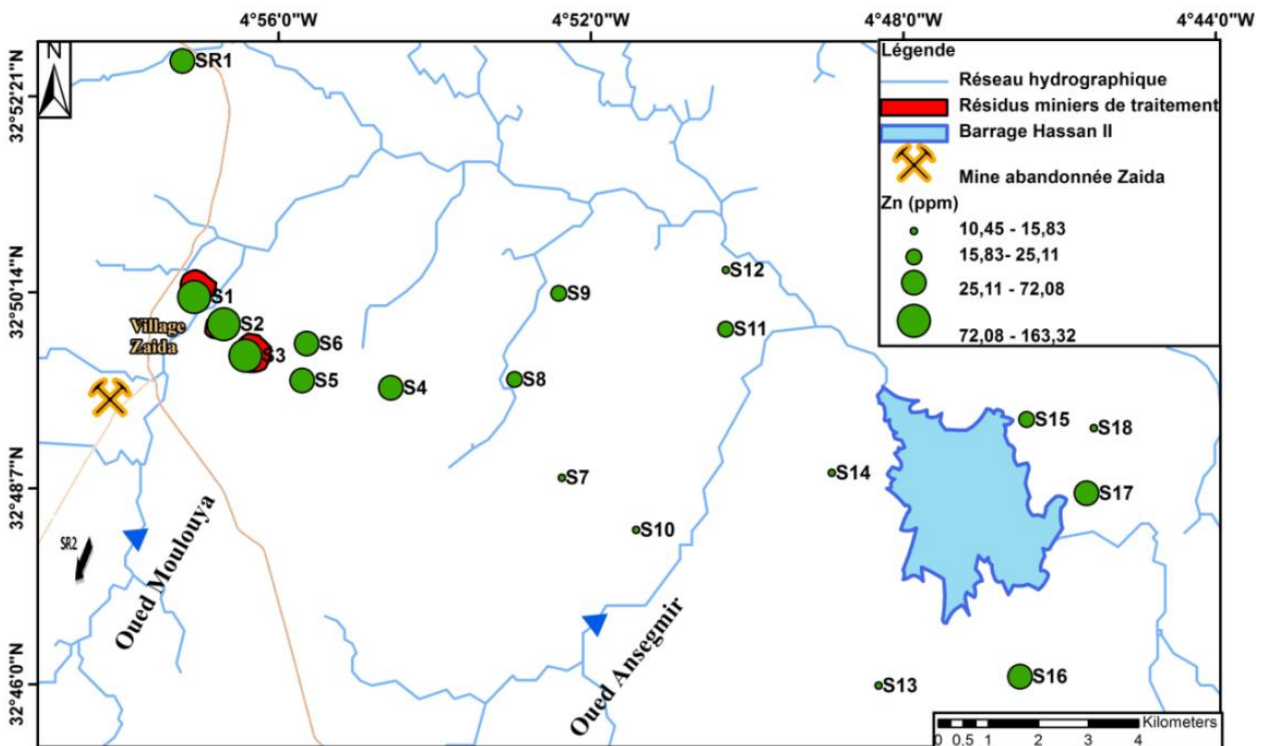 4°56'0"W
4°52'0"W
4°48'0"W
4°44'0"W
N
32°52'21"N
32°50'14"N
32°48'7"N
32°46'0"N
Légende
Réseau hydrographique
Résidus miniers de traitement
Barrage Hassan II
Mine abandonnée Zaida
Zn (ppm)
10,45 - 15,83
15,83- 25,11
25,11 - 72,08
72,08 - 163,32
SR1
S12
S9
S1
S2
S11
Village
Zaida
S6
S3
S5
S4
S8
S15
S18
S14
S7
S17
S10
SR2
Oued Moulouya
Oued Ansegmir
S16
S13
Kilometers
0 0.5 1 2 3 4